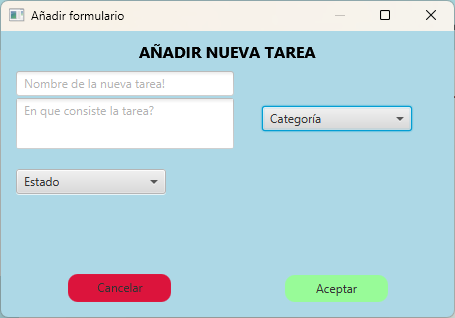 Añadir formulario
AÑADIR NUEVA TAREA
Nombre de la nueva tarea!
En que consiste la tarea?
Categoría
Estado
Cancelar
Aceptar